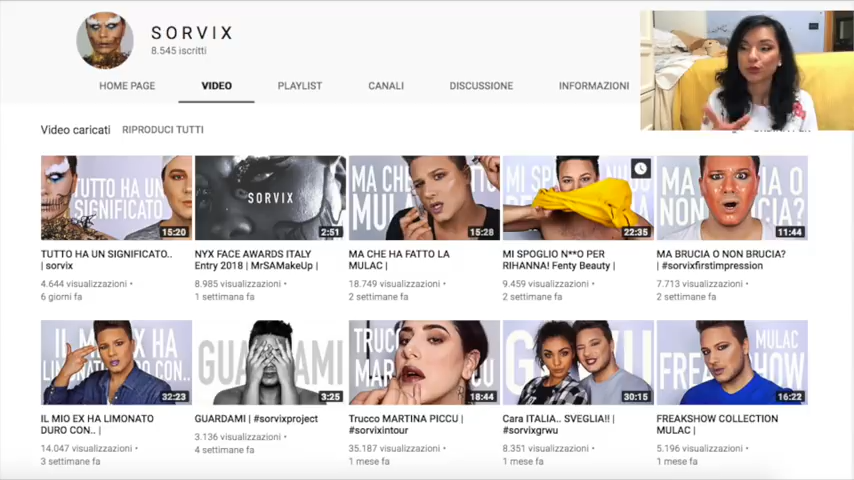 SORVIX
8.545 iscritti
HOME PAGE
VIDEO
PLAYLIST
CANALI
DISCUSSIONE
INFORMAZIONI
Video caricati
RIPRODUCI TUTTI
TUTTO HA UN
SIGNIFICATO
15:20
SORVIX
2:51
MA CHE HA FATTO
MULAC
15:28
MI SPOGLIO
22:35
MA BRUCIA O
NON BRUCIA?
11:44
TUTTO HA UN SIGNIFICATO..
| sorvix
4.644 visualizzazioni •
6 giorni fa
NYX FACE AWARDS ITALY
Entry 2018 | MrSAMakeUp |
8.985 visualizzazioni •
1 settimana fa
MA CHE HA FATTO LA
MULAC |
18.749 visualizzazioni •
2 settimane fa
MI SPOGLIO N**O PER
RIHANNA! Fenty Beauty |
9.459 visualizzazioni •
2 settimane fa
MA BRUCIA O NON BRUCIA?
| #sorvixfirstimpression
7.713 visualizzazioni •
2 settimane fa
IL MIO EX HA
LIMONATO DURO CON..
32:23
GUARDAMI
3:25
TRUCCO
MARTINA
18:44
GRWU
30:15
MULAC
FREAKSHOW
16:22
IL MIO EX HA LIMONATO
DURO CON.. |
14.047 visualizzazioni •
3 settimane fa
GUARDAMI | #sorvixproject
3.136 visualizzazioni •
4 settimane fa
Trucco MARTINA PICCU |
#sorvixintour
35.187 visualizzazioni •
1 mese fa
Cara ITALIA.. SVEGLIA!! |
#sorvixgrwu
8.351 visualizzazioni •
1 mese fa
FREAKSHOW COLLECTION
MULAC |
5.196 visualizzazioni •
1 mese fa